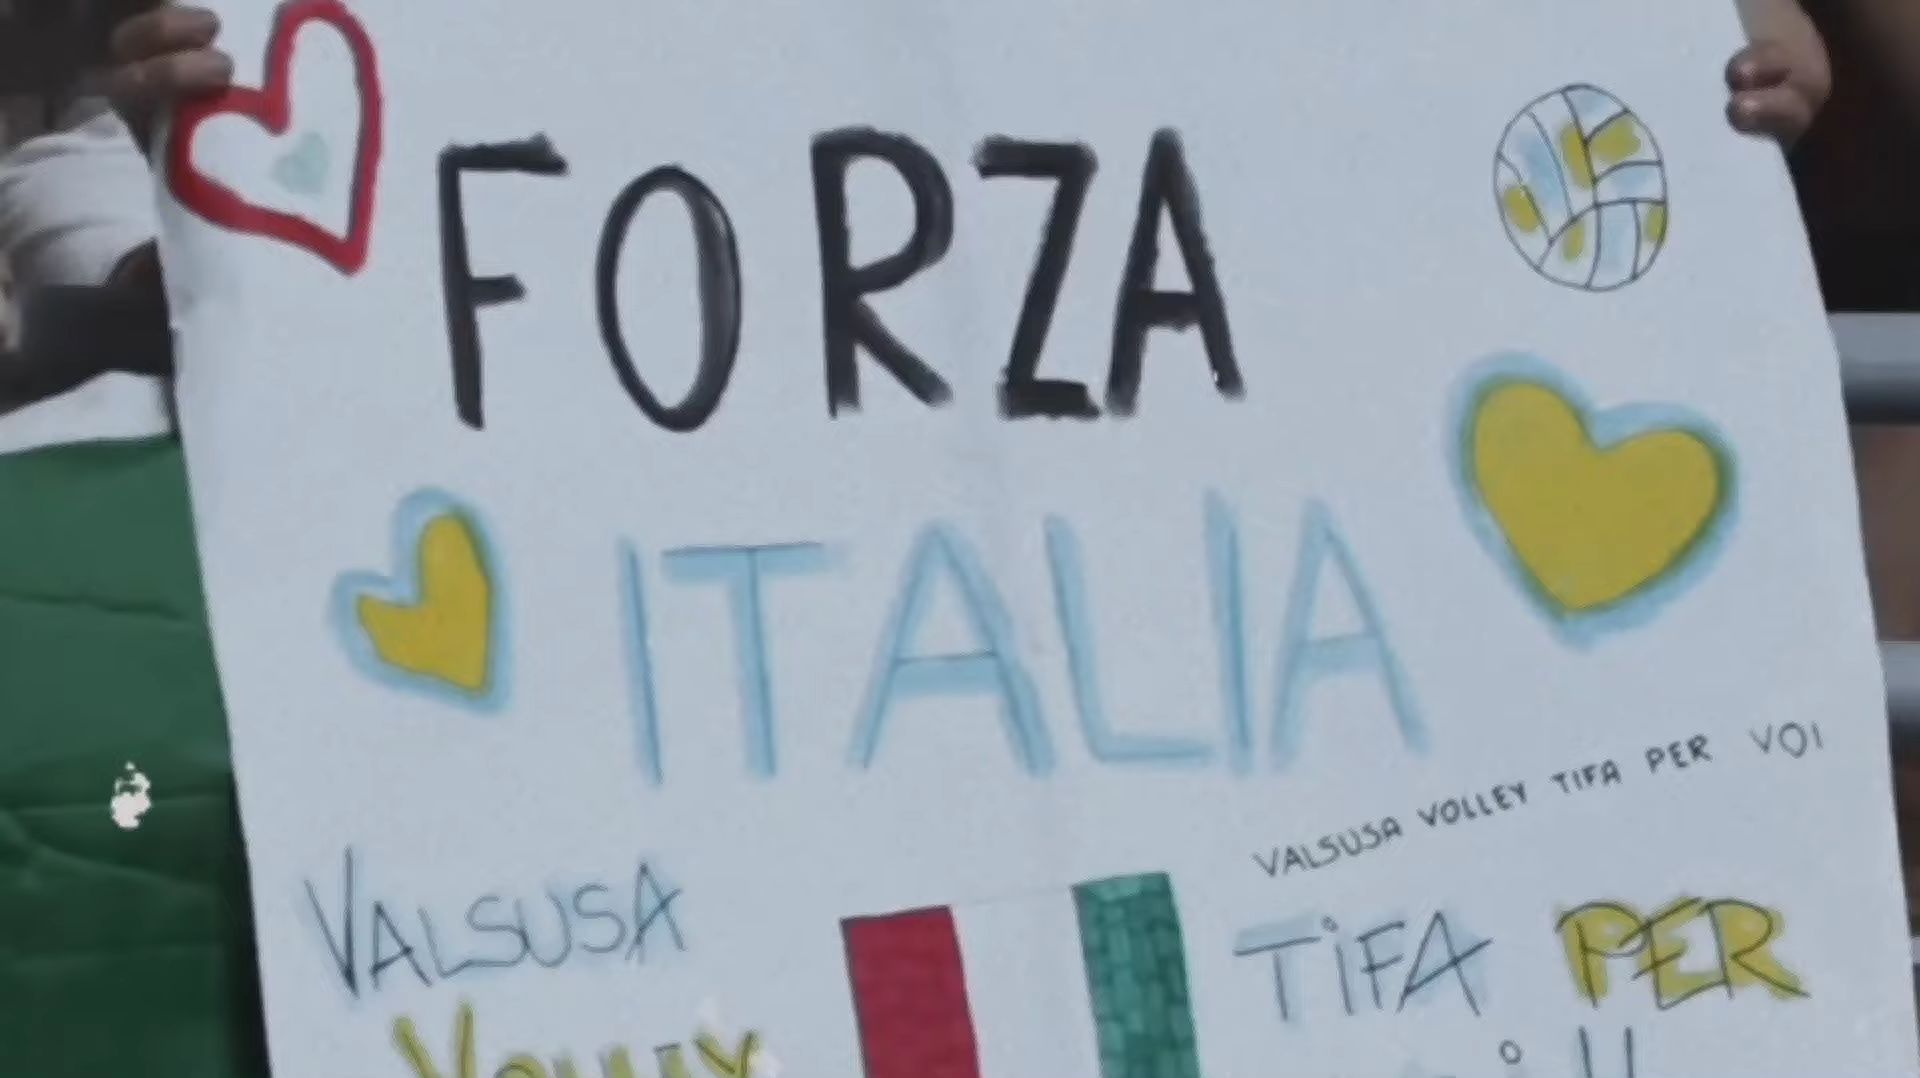 FORZA
ITALIA
VALSUSA VOLLEY TIFA PER VOI
VALSUSA
TiFA PER